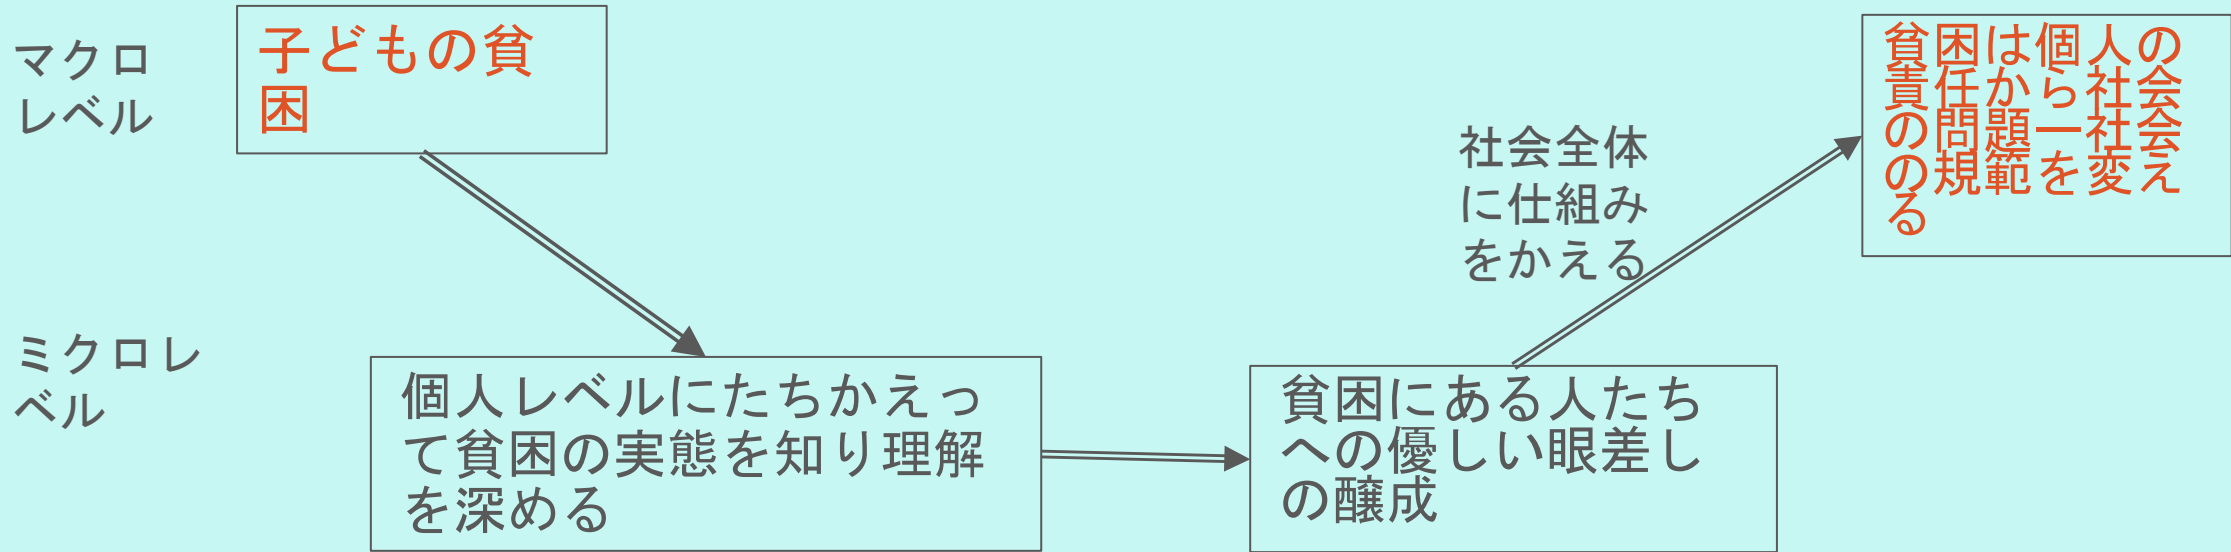 マクロ
レベル
子どもの貧
困
社会全体
に仕組み
をかえる
貧困は個人の
責任から社会
の問題―社会
の規範を変え
る
ミクロレ
ベル
個人レベルにたちかえっ
て貧困の実態を知り理解
を深める
貧困にある人たち
への優しい眼差し
の醸成